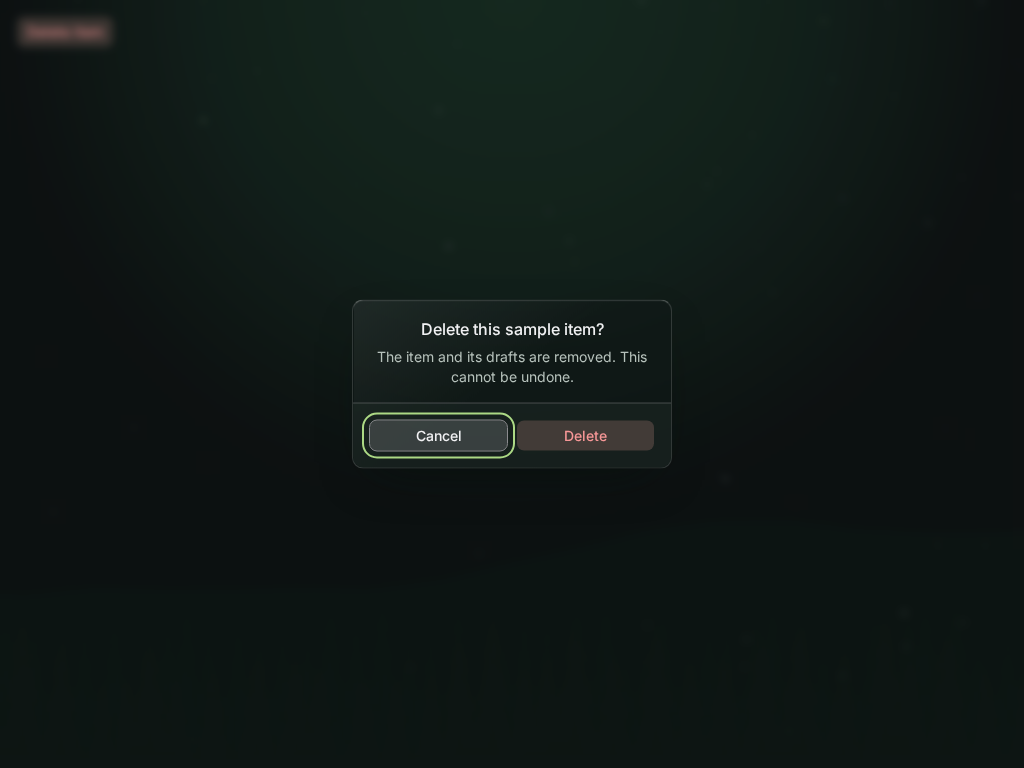 Delete this sample item?
The item and its drafts are removed. This
cannot be undone.
Cancel
Delete